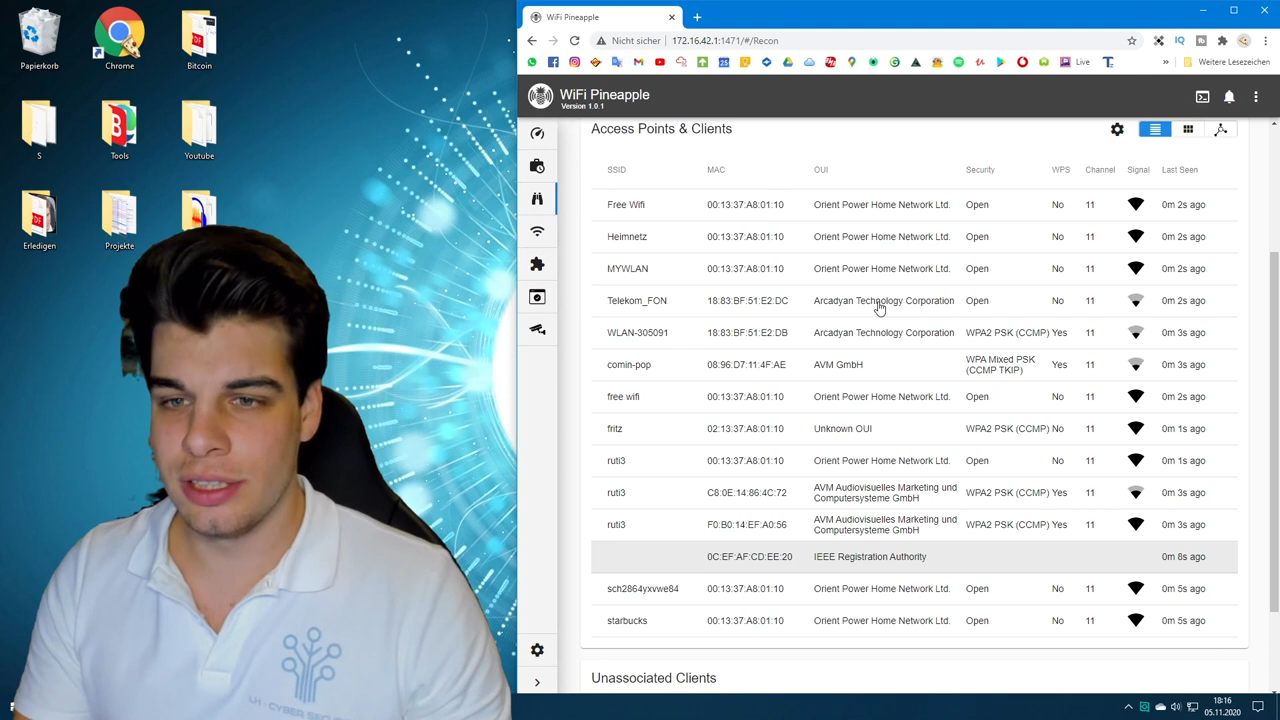 Papierkorb
Chrome
Bitcoin
S
Tools
Youtube
Erledigen
Projekte
PDF
PDF
B
WiFi Pineapple
Nicht sicher
172.16.42.1:1471/#/Recon
Live
Weitere Lesezeichen
WiFi Pineapple
Version 1.0.1
Access Points & Clients
SSID MAC OUI Security WPS Channel Signal Last Seen
Free Wifi 00:13:37:A8:01:10 Orient Power Home Network Ltd. Open No 11 0m 2s ago
Heimnetz 00:13:37:A8:01:10 Orient Power Home Network Ltd. Open No 11 0m 2s ago
MYWLAN 00:13:37:A8:01:10 Orient Power Home Network Ltd. Open No 11 0m 2s ago
Telekom_FON 18:83:BF:51:E2:DC Arcadyan Technology Corporation Open No 11 0m 2s ago
WLAN-305091 18:83:BF:51:E2:DB Arcadyan Technology Corporation WPA2 PSK (CCMP) Yes 11 0m 3s ago
comin-pop 08:96:D7:11:4F:AE AVM GmbH WPA Mixed PSK (CCMP TKIP) Yes 11 0m 3s ago
free wifi 00:13:37:A8:01:10 Orient Power Home Network Ltd. Open No 11 0m 2s ago
fritz 02:13:37:A8:01:10 Unknown OUI WPA2 PSK (CCMP) No 11 0m 1s ago
ruti3 00:13:37:A8:01:10 Orient Power Home Network Ltd. Open No 11 0m 1s ago
ruti3 C8:0E:14:86:4C:72 AVM Audiovisuelles Marketing und Computersysteme GmbH WPA2 PSK (CCMP) Yes 11 0m 3s ago
ruti3 F0:B0:14:EF:A0:56 AVM Audiovisuelles Marketing und Computersysteme GmbH WPA2 PSK (CCMP) Yes 11 0m 3s ago
0C:EF:AF:CD:EE:20 IEEE Registration Authority 0m 8s ago
sch2864yxvwe84 00:13:37:A8:01:10 Orient Power Home Network Ltd. Open No 11 0m 5s ago
starbucks 00:13:37:A8:01:10 Orient Power Home Network Ltd. Open No 11 0m 5s ago
Unassociated Clients
18:16
05.11.2020